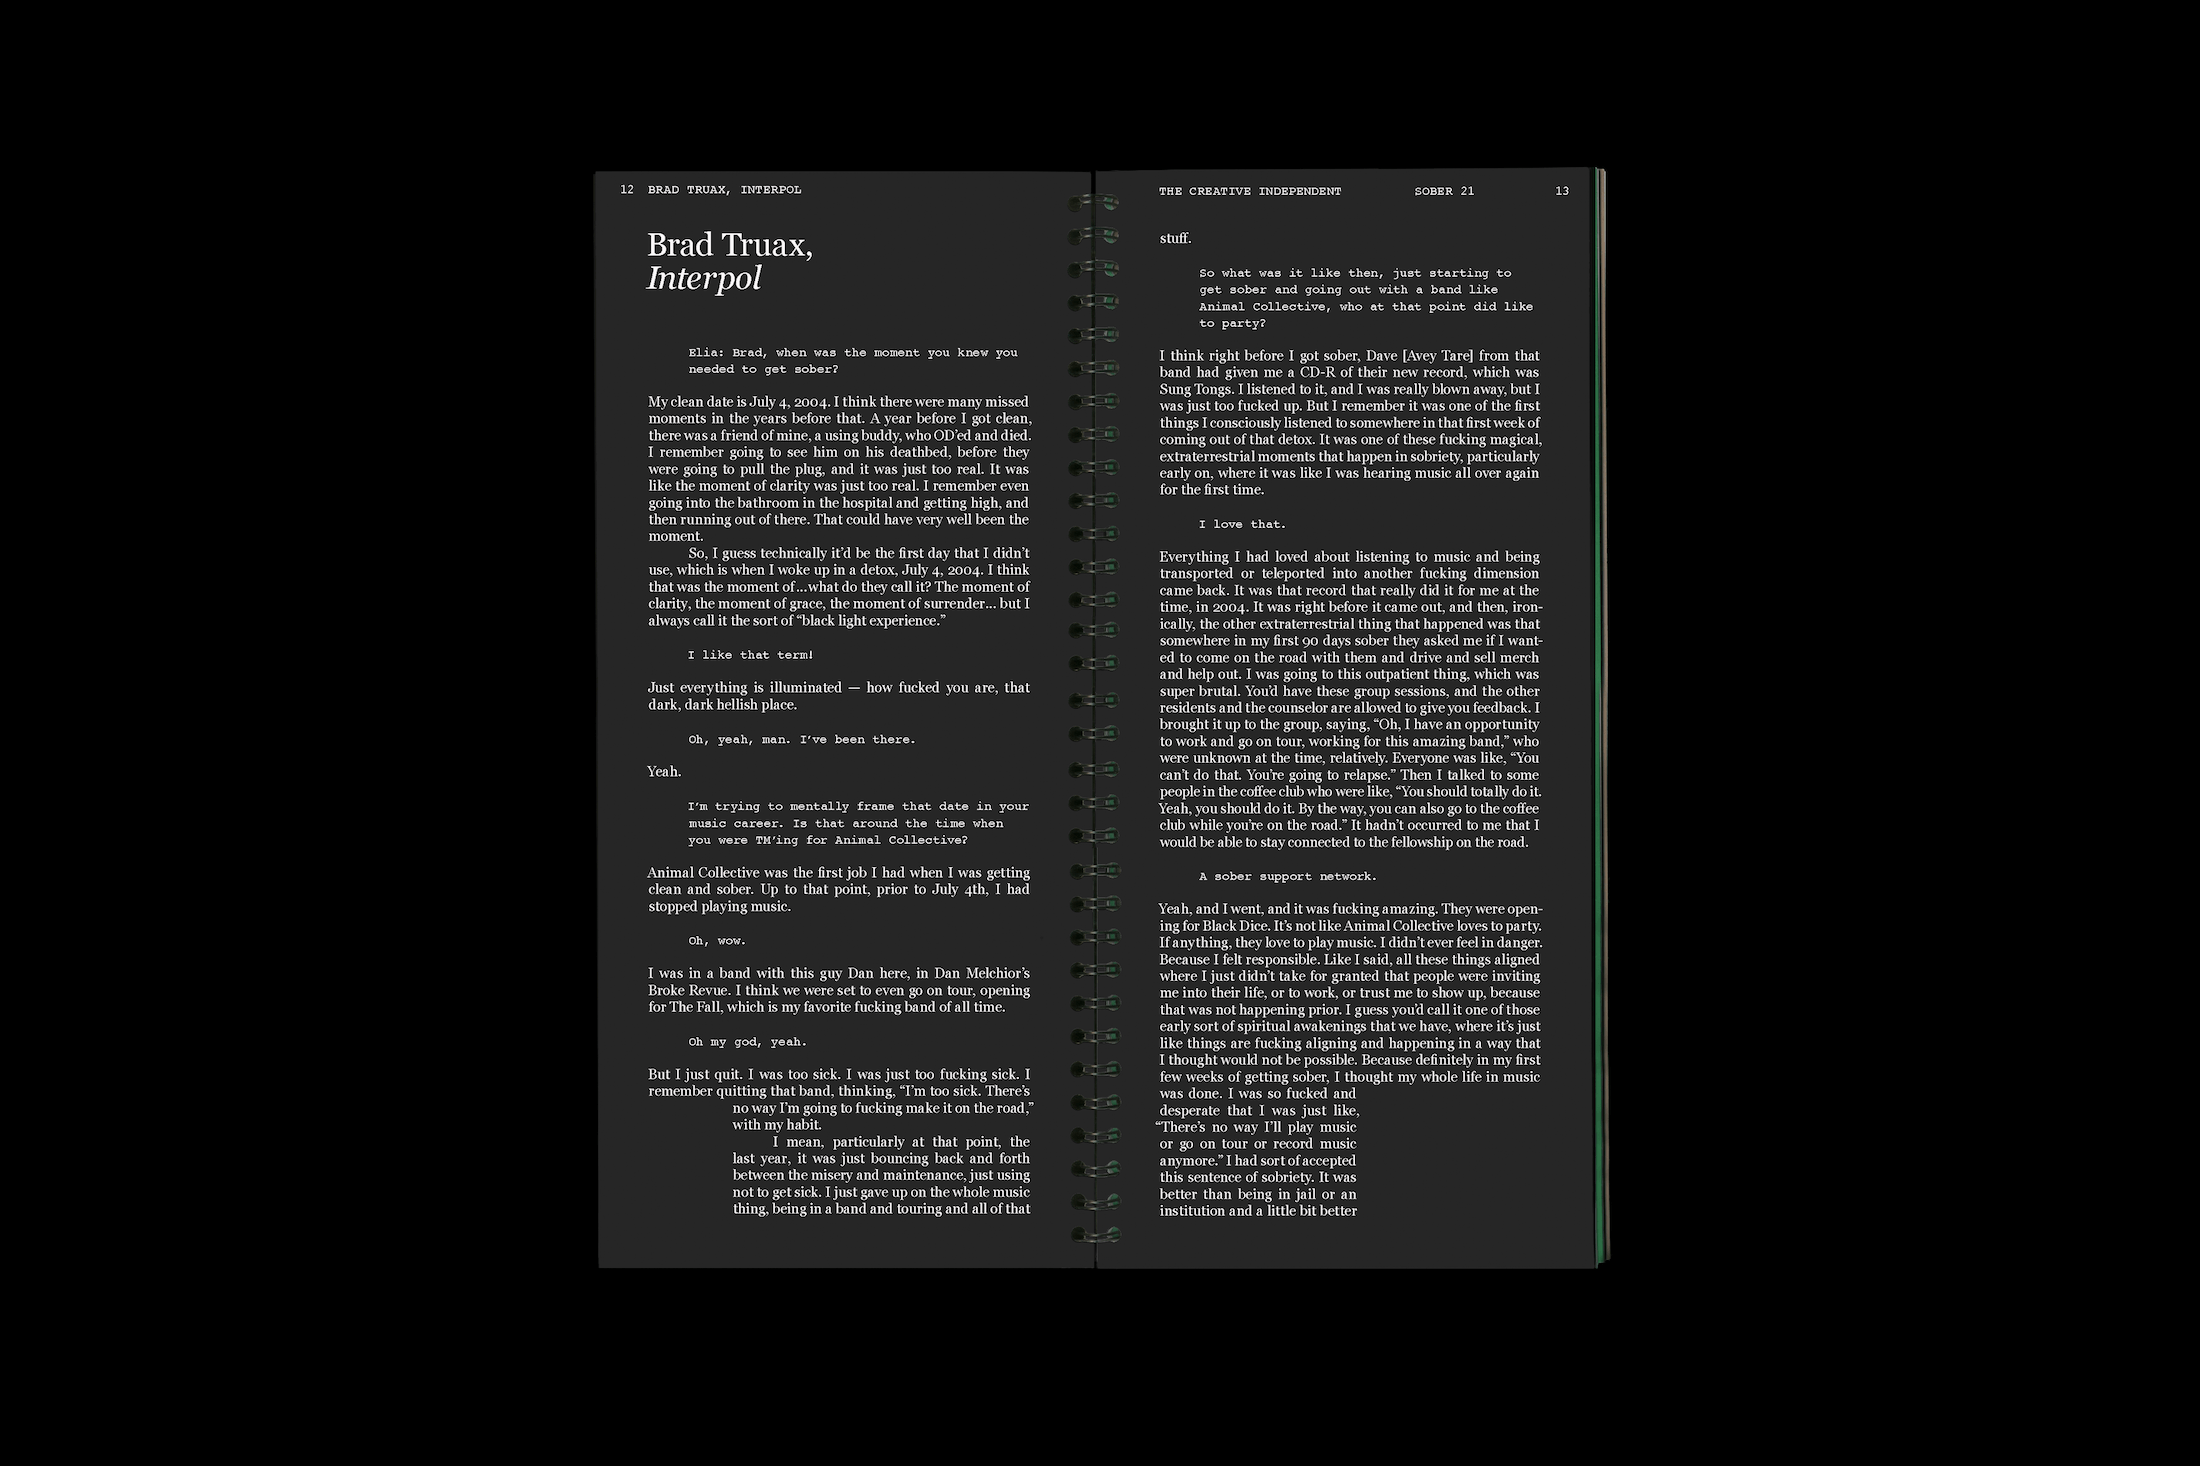 12 BRAD TRUAX, INTERPOL
Brad Truax,
Interpol
Elia: Brad, when was the moment you knew you
needed to get sober?
My clean date is July 4, 2004. I think there were many missed
moments in the years before that. A year before I got clean,
there was a friend of mine, a using buddy, who OD’ed and died.
I remember going to see him on his deathbed, before they
were going to pull the plug, and it was just too real. It was
like the moment of clarity was just too real. I remember even
going into the bathroom in the hospital and getting high, and
then running out of there. That could have very well been the
moment.
So, I guess technically it’d be the first day that I didn’t
use, which is when I woke up in a detox, July 4, 2004. I think
that was the moment of...what do they call it? The moment of
clarity, the moment of grace, the moment of surrender... but I
always call it the sort of “black light experience.”
I like that term!
Just everything is illuminated — how fucked you are, that
dark, dark hellish place.
Oh, yeah, man. I’ve been there.
Yeah.
I’m trying to mentally frame that date in your
music career. Is that around the time when
you were TM’ing for Animal Collective?
Animal Collective was the first job I had when I was getting
clean and sober. Up to that point, prior to July 4th, I had
stopped playing music.
Oh, wow.
I was in a band with this guy Dan here, in Dan Melchior’s
Broke Revue. I think we were set to even go on tour, opening
for The Fall, which is my favorite fucking band of all time.
Oh my god, yeah.
But I just quit. I was too sick. I was just too fucking sick. I
remember quitting that band, thinking, “I’m too sick. There’s
no way I’m going to fucking make it on the road,”
with my habit.
I mean, particularly at that point, the
last year, it was just bouncing back and forth
between the misery and maintenance, just using
not to get sick. I just gave up on the whole music
thing, being in a band and touring and all of that
THE CREATIVE INDEPENDENT SOBER 21 13
stuff.
So what was it like then, just starting to
get sober and going out with a band like
Animal Collective, who at that point did like
to party?
I think right before I got sober, Dave [Avey Tare] from that
band had given me a CD-R of their new record, which was
Sung Tongs. I listened to it, and I was really blown away, but I
was just too fucked up. But I remember it was one of the first
things I consciously listened to somewhere in that first week of
coming out of that detox. It was one of these fucking magical,
extraterrestrial moments that happen in sobriety, particularly
early on, where it was like I was hearing music all over again
for the first time.
I love that.
Everything I had loved about listening to music and being
transported or teleported into another fucking dimension
came back. It was that record that really did it for me at the
time, in 2004. It was right before it came out, and then, iron-
ically, the other extraterrestrial thing that happened was that
somewhere in my first 90 days sober they asked me if I want-
ed to come on the road with them and drive and sell merch
and help out. I was going to this outpatient thing, which was
super brutal. You’d have these group sessions, and the other
residents and the counselor are allowed to give you feedback. I
brought it up to the group, saying, “Oh, I have an opportunity
to work and go on tour, working for this amazing band,” who
were unknown at the time, relatively. Everyone was like, “You
can’t do that. You’re going to relapse.” Then I talked to some
people in the coffee club who were like, “You should totally do it.
Yeah, you should do it. By the way, you can also go to the coffee
club while you’re on the road.” It hadn’t occurred to me that I
would be able to stay connected to the fellowship on the road.
A sober support network.
Yeah, and I went, and it was fucking amazing. They were open-
ing for Black Dice. It’s not like Animal Collective loves to party.
If anything, they love to play music. I didn’t ever feel in danger.
Because I felt responsible. Like I said, all these things aligned
where I just didn’t take for granted that people were inviting
me into their life, or to work, or trust me to show up, because
that was not happening prior. I guess you’d call it one of those
early sort of spiritual awakenings that we have, where it’s just
like things are fucking aligning and happening in a way that
I thought would not be possible. Because definitely in my first
few weeks of getting sober, I thought my whole life in music
was done. I was so fucked and
desperate that I was just like,
“There’s no way I’ll play music
or go on tour or record music
anymore.” I had sort of accepted
this sentence of sobriety. It was
better than being in jail or an
institution and a little bit better